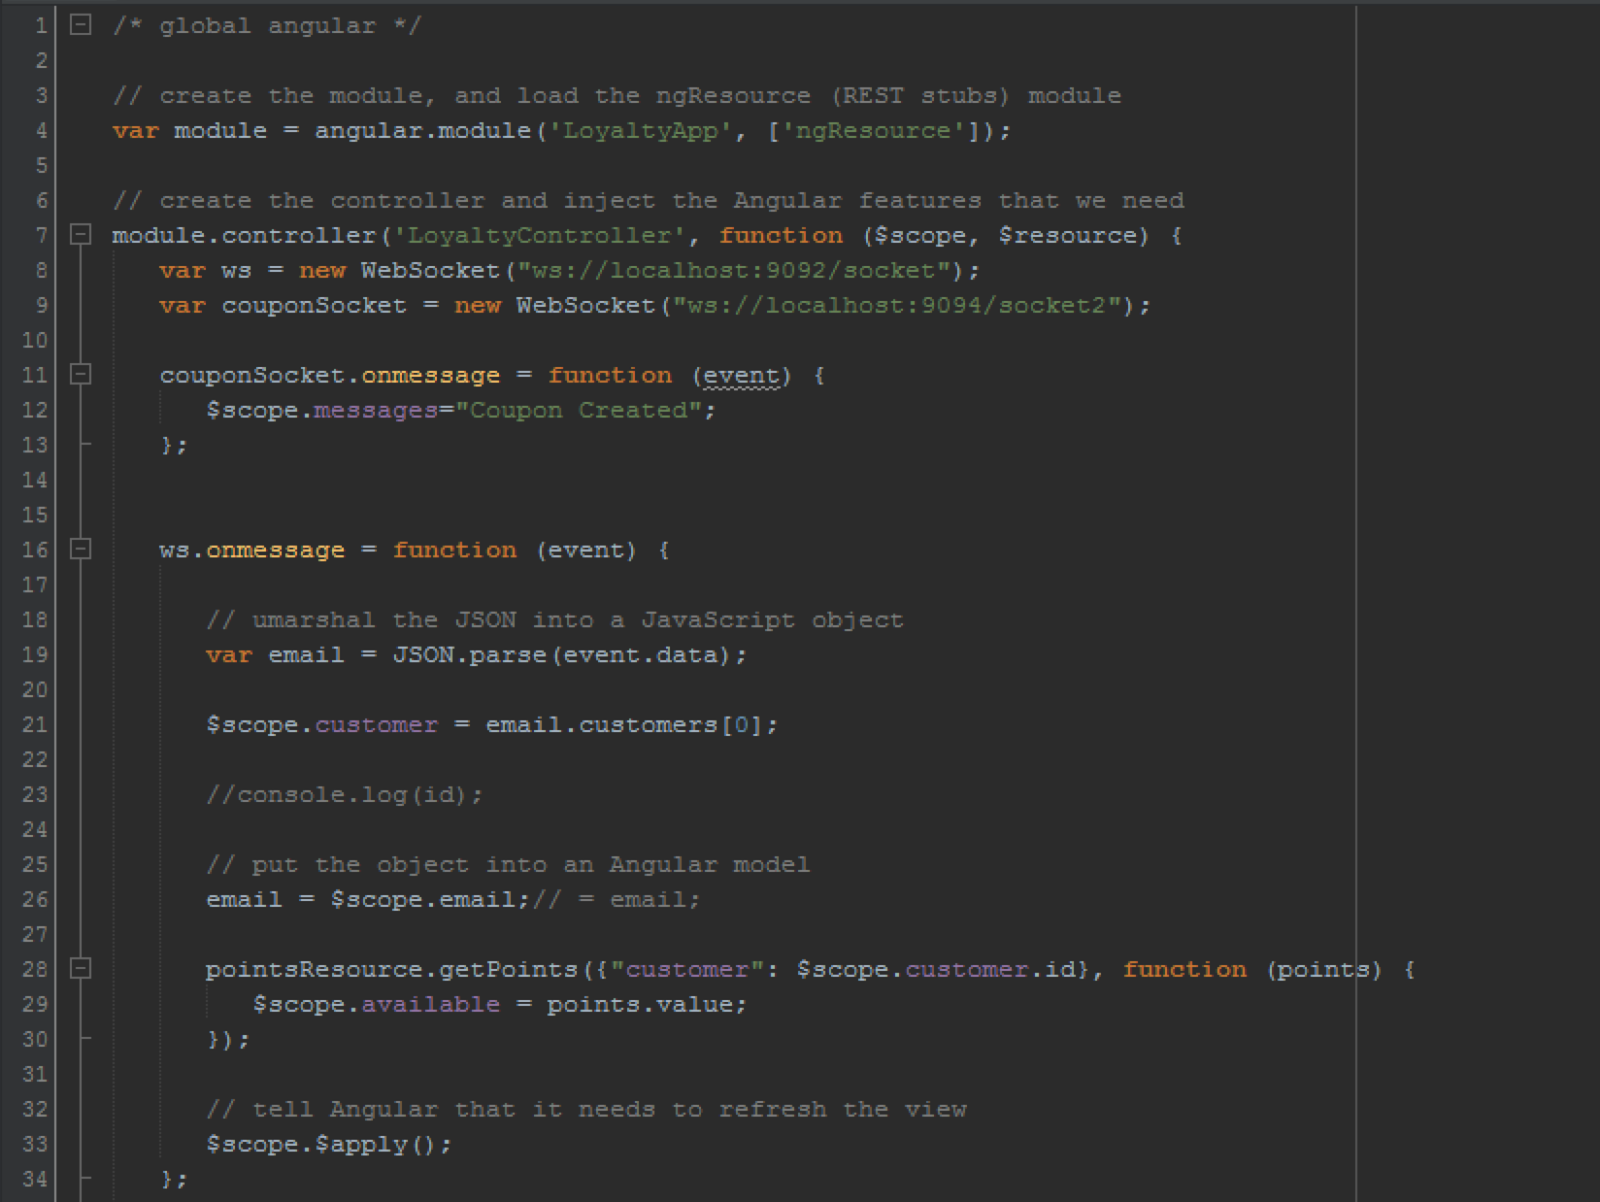 1 /* global angular */
2
3 // create the module, and load the ngResource (REST stubs) module
4 var module = angular.module('LoyaltyApp', ['ngResource']);
5
6 // create the controller and inject the Angular features that we need
7 module.controller('LoyaltyController', function ($scope, $resource) {
8 var ws = new WebSocket("ws://localhost:9092/socket");
9 var couponSocket = new WebSocket("ws://localhost:9094/socket2");
10
11 couponSocket.onmessage = function (event) {
12 $scope.messages="Coupon Created";
13 };
14
15
16 ws.onmessage = function (event) {
17
18 // umarshal the JSON into a JavaScript object
19 var email = JSON.parse(event.data);
20
21 $scope.customer = email.customers[0];
22
23 //console.log(id);
24
25 // put the object into an Angular model
26 email = $scope.email;// = email;
27
28 pointsResource.getPoints({"customer": $scope.customer.id}, function (points) {
29 $scope.available = points.value;
30 });
31
32 // tell Angular that it needs to refresh the view
33 $scope.$apply();
34 };